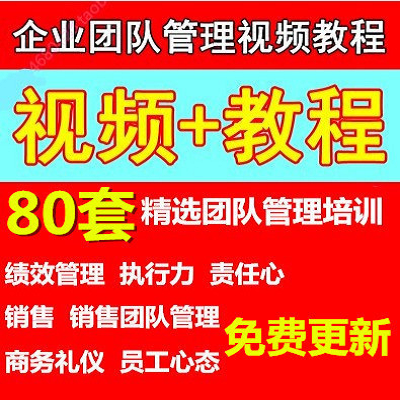 企业团队管理视频教程
视频+教程
80套精选团队管理培训
绩效管理 执行力 责任心
销售 销售团队管理
免费更新
商务礼仪 员工心态